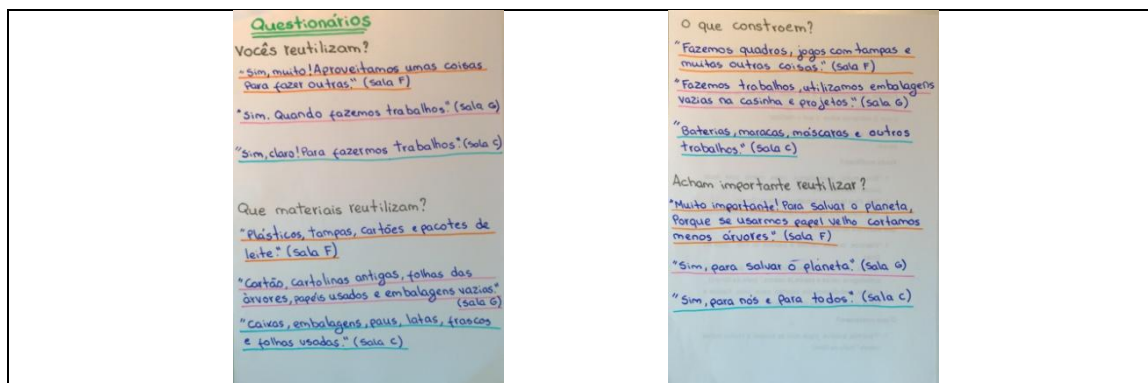 Questionários
Vocês reutilizam?
"Sim, muito! Aproveitamos umas coisas
para fazer outras." (Sala F)
"Sim. Quando fazemos trabalhos." (Sala G)
"Sim, claro! Para fazermos trabalhos." (Sala C)
Que materiais reutilizam?
"Plásticos, tampas, cartões e pacotes de
leite." (Sala F)
"Cartão, cartolinas antigas, folhas das
árvores, papéis usados e embalagens vazias."
(Sala G)
"Caixas, embalagens, paus, latas, frascos
e folhas usadas." (Sala C)
O que constroem?
"Fazemos quadros, jogos com tampas e
muitas outras coisas." (Sala F)
"Fazemos trabalhos, utilizamos embalagens
vazias na casinha e projetos." (Sala G)
"Baterias, maracas, máscaras e outros
trabalhos." (Sala C)
Acham importante reutilizar?
"Muito importante! Para salvar o planeta,
Porque se usarmos papel velho cortamos
menos árvores." (Sala F)
"Sim, para salvar o planeta." (Sala G)
"Sim, para nós e para todos." (Sala C)